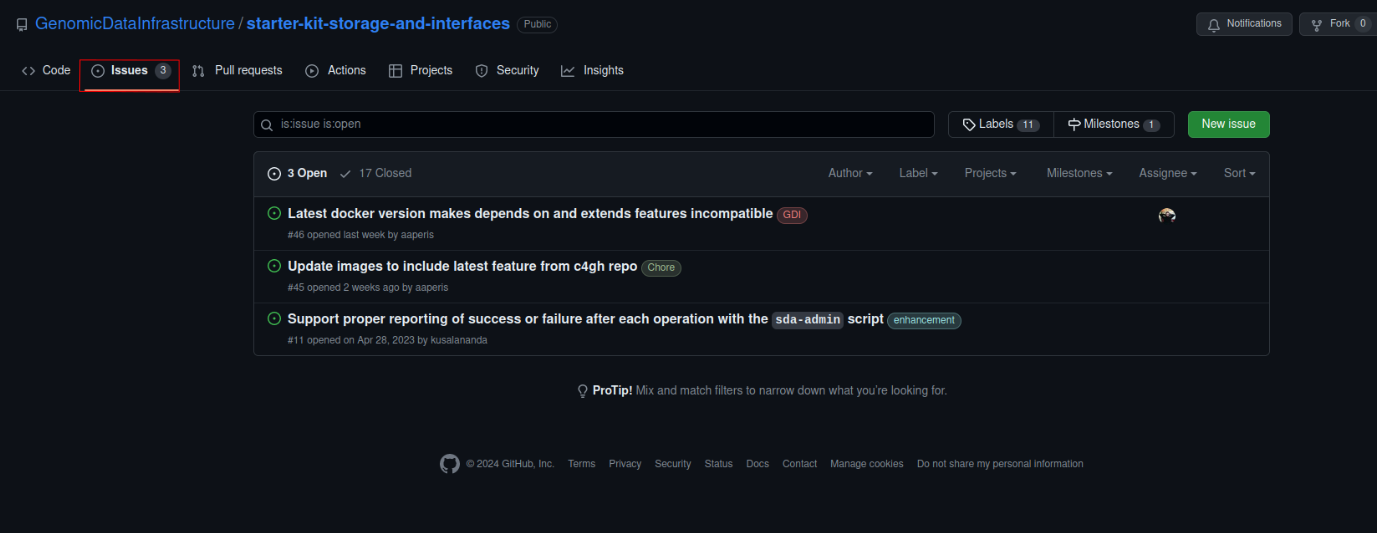 GenomicDataInfrastructure / starter-kit-storage-and-interfaces Public Notifications Fork 0
Code Issues 3 Pull requests Actions Projects Security Insights
is:issue is:open Labels 11 Milestones 1 New issue
3 Open 17 Closed Author Label Projects Milestones Assignee Sort
Latest docker version makes depends on and extends features incompatible GDI
#46 opened last week by aaperis
Update images to include latest feature from c4gh repo Chore
#45 opened 2 weeks ago by aaperis
Support proper reporting of success or failure after each operation with the sda-admin script enhancement
#11 opened on Apr 28, 2023 by kusalananda
ProTip! Mix and match filters to narrow down what you're looking for.
© 2024 GitHub, Inc. Terms Privacy Security Status Docs Contact Manage cookies Do not share my personal information